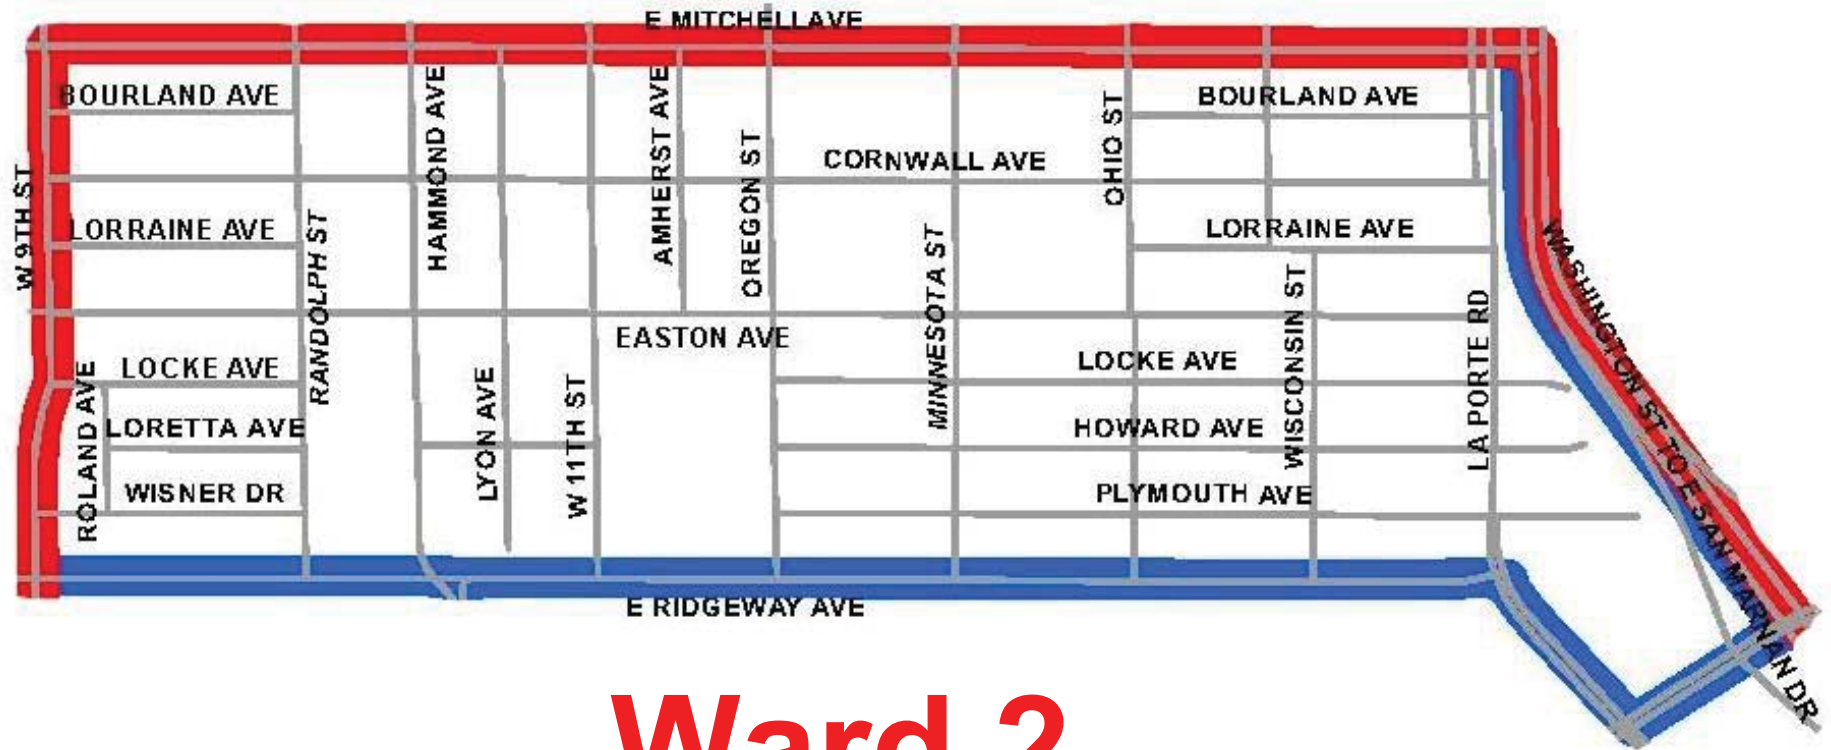 E MITCHELL AVE
BOURLAND AVE
BOURLAND AVE
HAMMOND AVE
AMHERST AVE
OHIO ST
CORNWALL AVE
OREGON ST
W 9TH ST
LORRAINE AVE
LORRAINE AVE
RANDOLPH ST
MINNESOTA ST
WISCONSIN ST
LA PORTE RD
WASHINGTON ST TO E SAN MARNAN DR
EASTON AVE
LOCKE AVE
LOCKE AVE
ROLAND AVE
LORETTA AVE
LYON AVE
W 11TH ST
HOWARD AVE
WISNER DR
PLYMOUTH AVE
E RIDGEWAY AVE
Ward 2